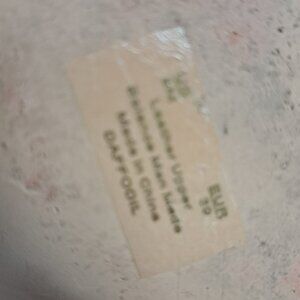 EUR
39
Leather Upper
Balance Man Made
Made in China
DAFFODIL